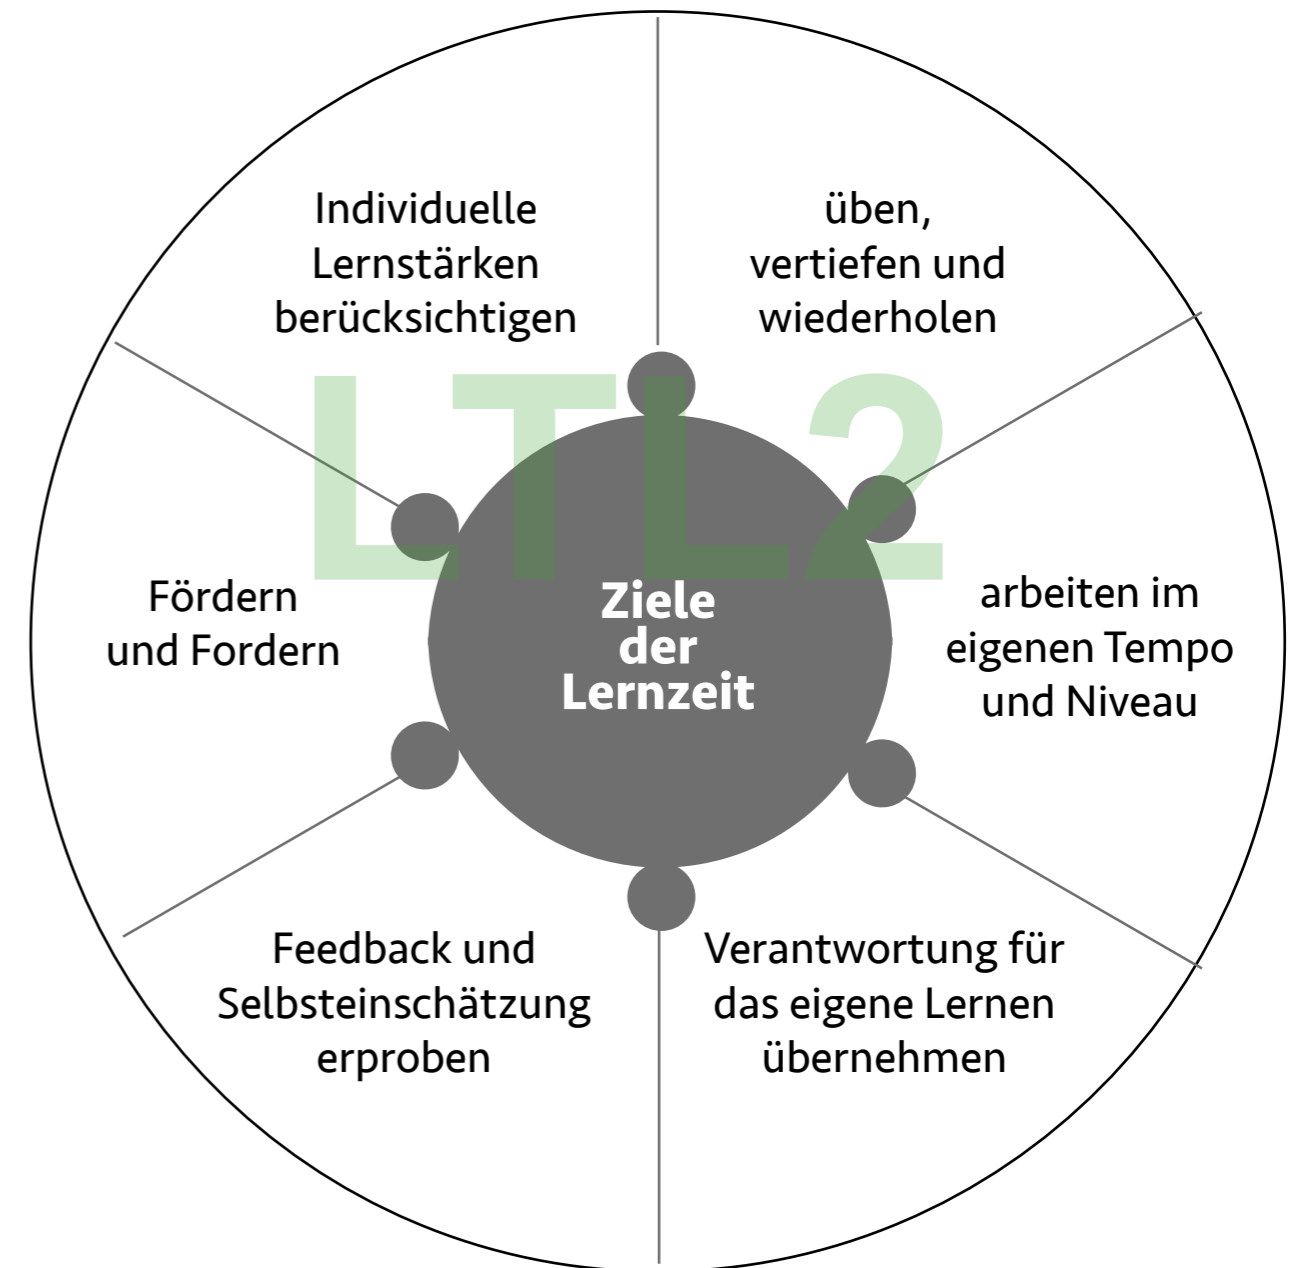 Individuelle
Lernstärken
berücksichtigen
üben,
vertiefen und
wiederholen
LTL2
Fördern
und Fordern
Ziele
der
Lernzeit
arbeiten im
eigenen Tempo
und Niveau
Feedback und
Selbsteinschätzung
erproben
Verantwortung für
das eigene Lernen
übernehmen